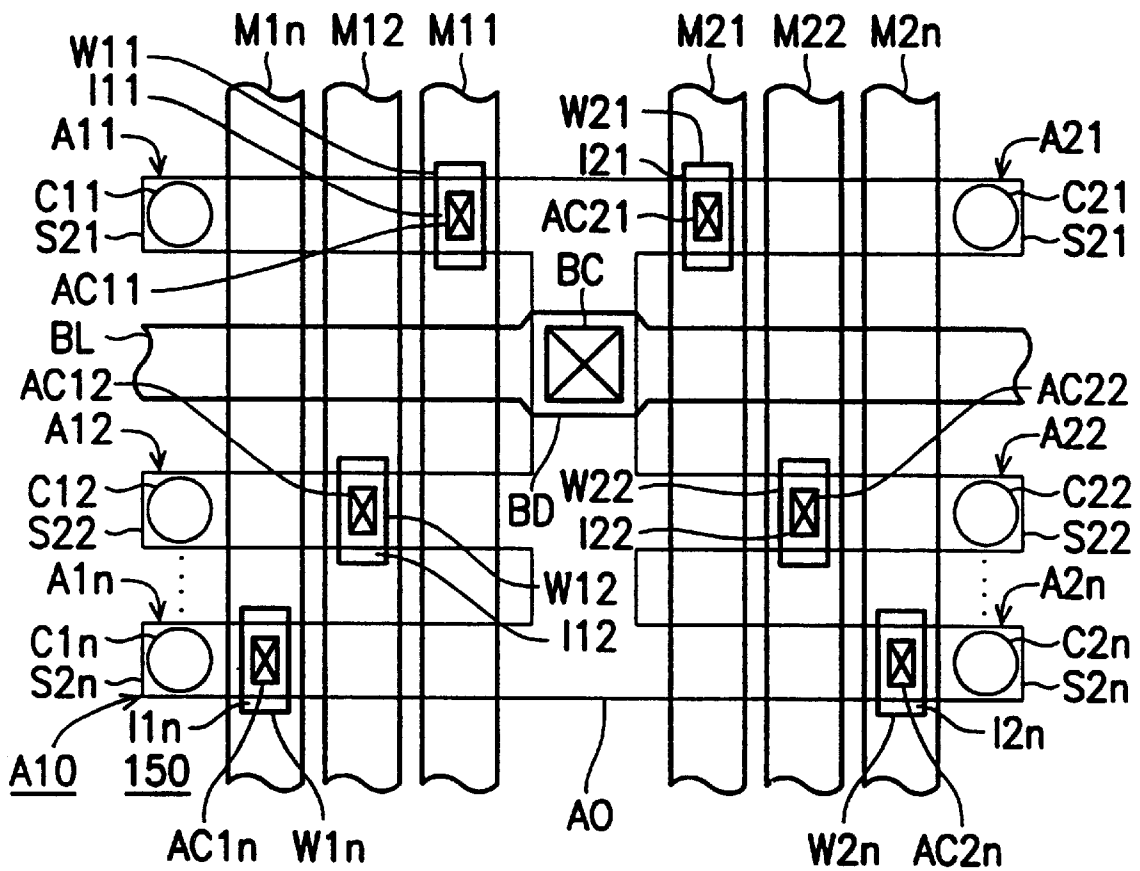 M1n M12 M11 M21 M22 M2n
W11
I11
A11
C11
S21
AC11
W21
I21
AC21
A21
C21
S21
BC
BL
AC12
A12
C12
S22
BD
W22
I22
AC22
A22
C22
S22
A1n
C1n
S2n
W12
I12
A2n
C2n
S2n
I1n
I2n
A10 150
AC1n W1n
AO
W2n AC2n